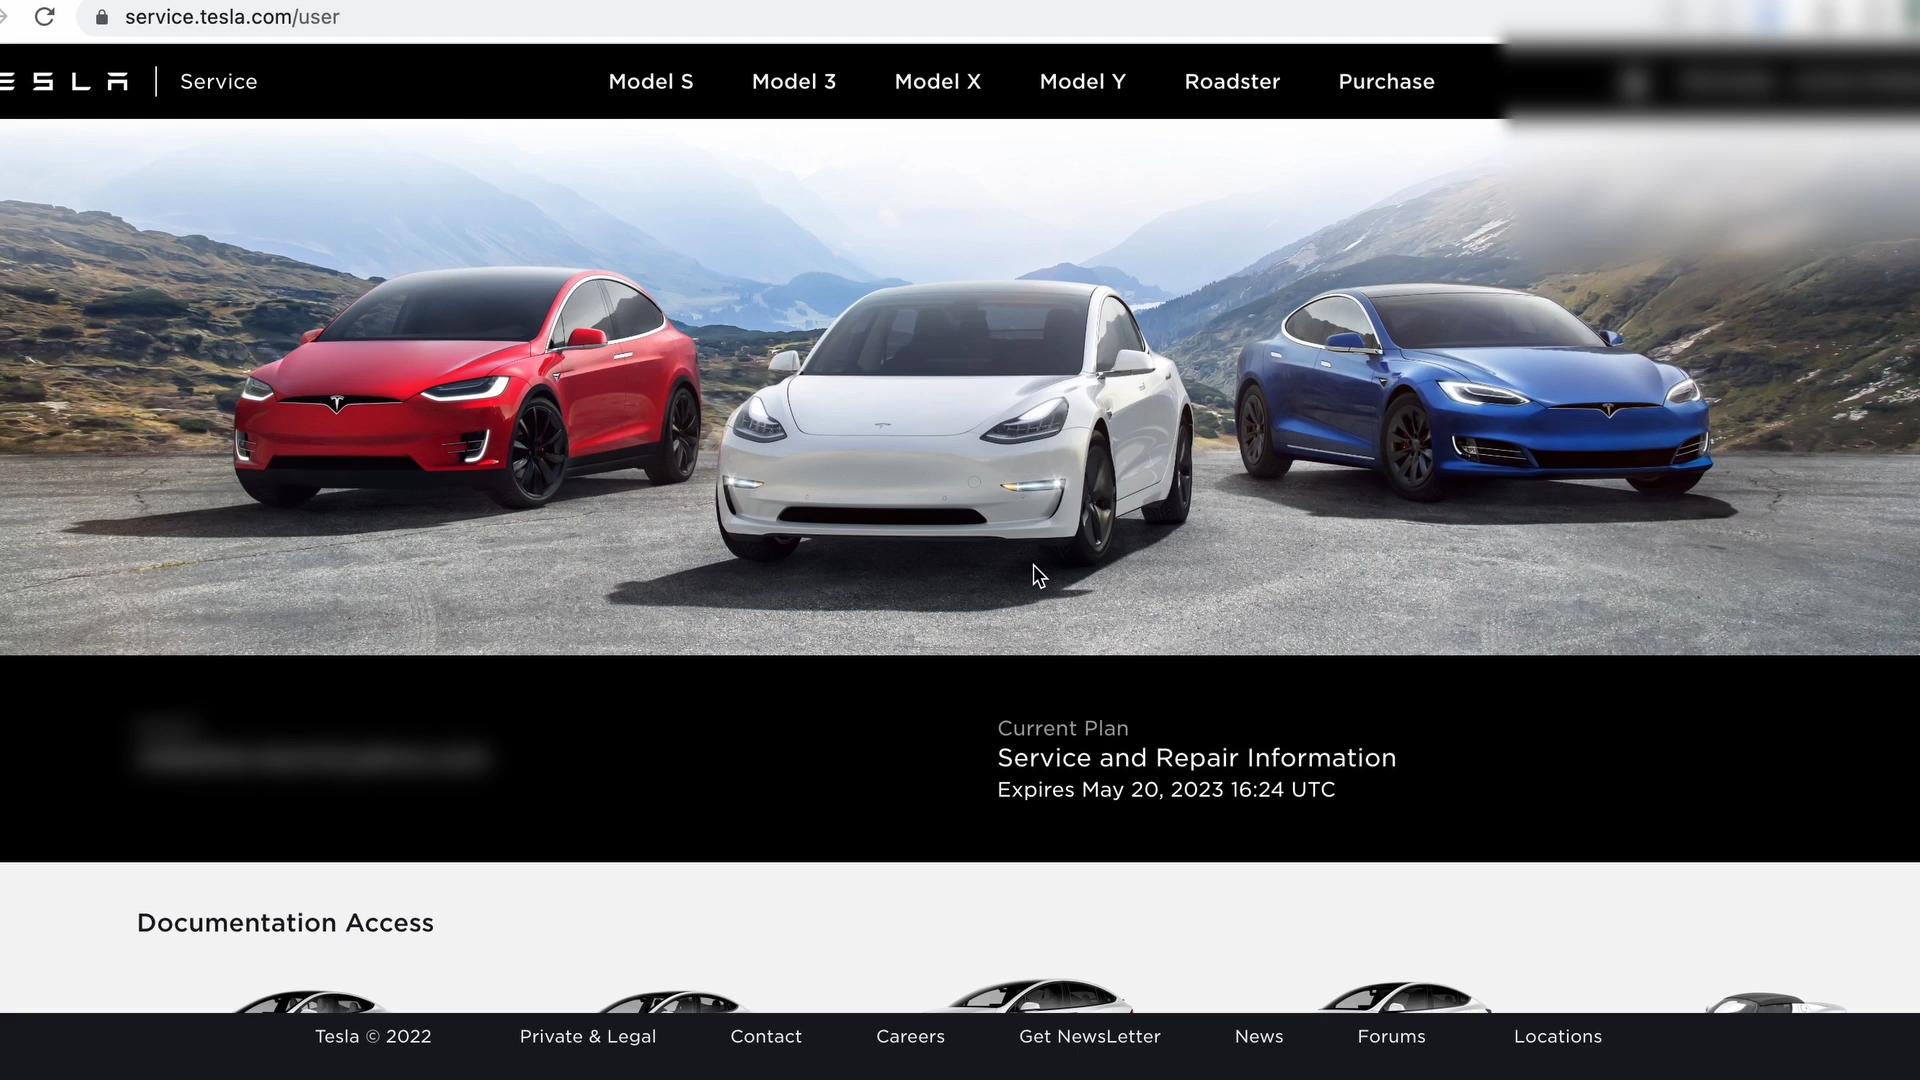 service.tesla.com/user
ESLA Service Model S Model 3 Model X Model Y Roadster Purchase
Current Plan
Service and Repair Information
Expires May 20, 2023 16:24 UTC
Documentation Access
Tesla © 2022 Private & Legal Contact Careers Get NewsLetter News Forums Locations